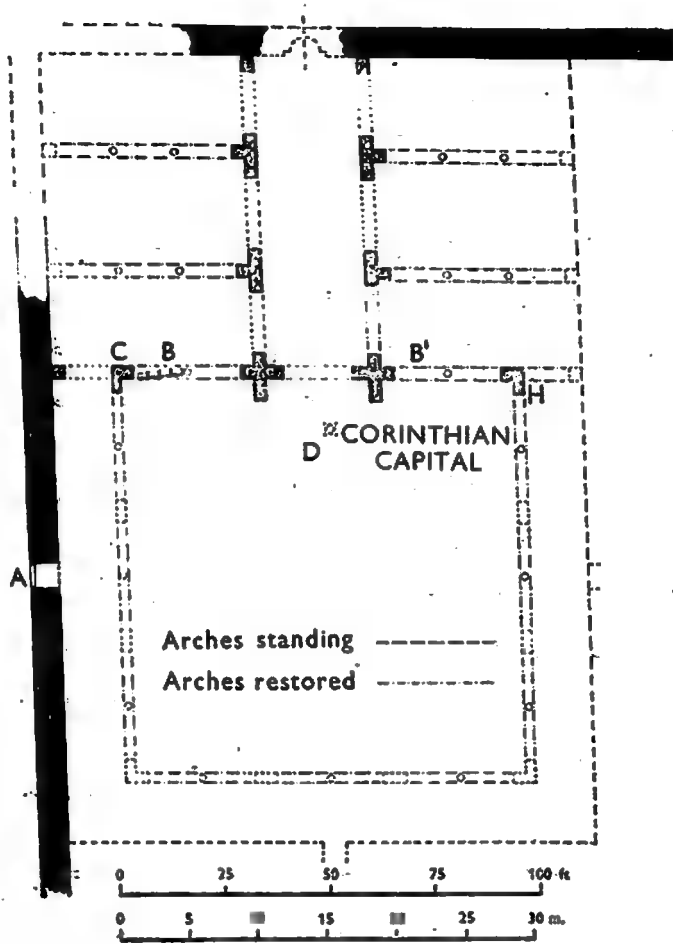 C B B'
H
D CORINTHIAN
CAPITAL
A
Arches standing
Arches restored
0 25 50 75 100 ft
0 5 15 25 30 m.